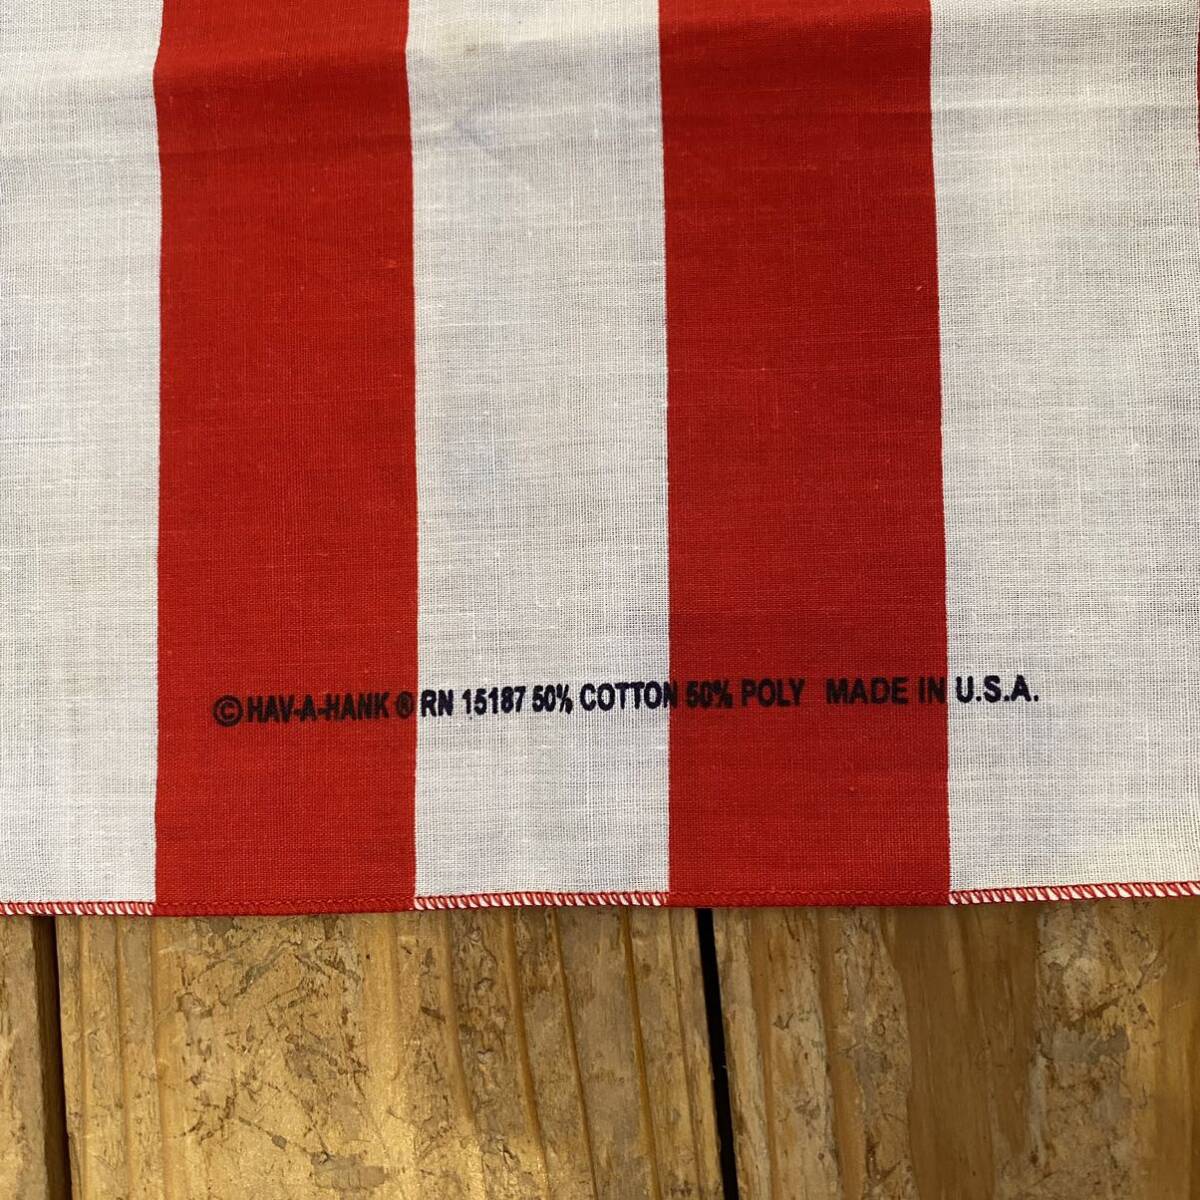 © HAV-A-HANK ® RN 15187 50% COTTON 50% POLY MADE IN U.S.A.